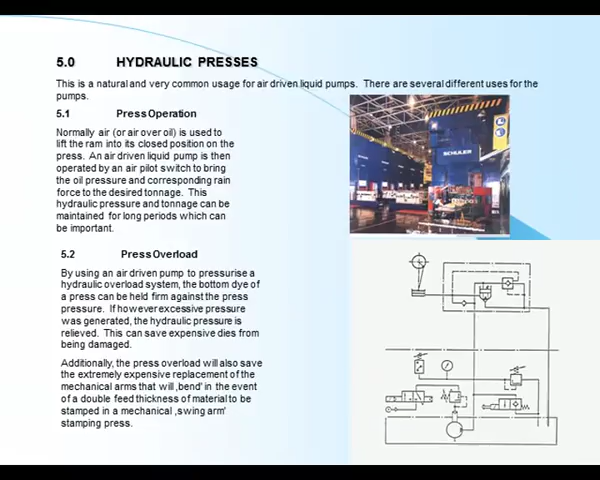 5.0 HYDRAULIC PRESSES
This is a natural and very common usage for air driven liquid pumps. There are several different uses for the
pumps.
5.1 Press Operation
Normally air (or air over oil) is used to
lift the ram into its closed position on the
press. An air driven liquid pump is then
operated by an air pilot switch to bring
the oil pressure and corresponding rain
force to the desired tonnage. This
hydraulic pressure and tonnage can be
maintained for long periods which can
be important.
SCHULER
5.2 Press Overload
By using an air driven pump to pressurise a
hydraulic overload system, the bottom dye of
a press can be held firm against the press
pressure. If however excessive pressure
was generated, the hydraulic pressure is
relieved. This can save expensive dies from
being damaged.
Additionally, the press overload will also save
the extremely expensive replacement of the
mechanical arms that will ‚bend' in the event
of a double feed thickness of material to be
stamped in a mechanical ‚swing arm'
stamping press.